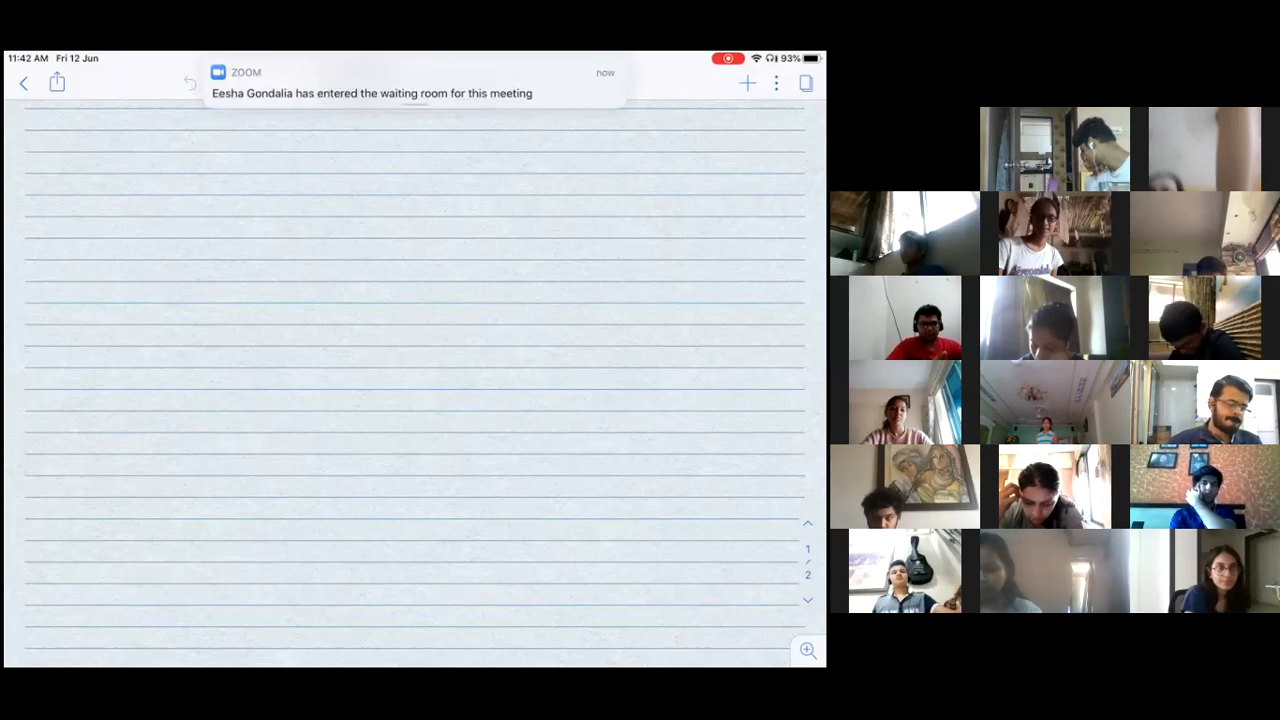 11:42 AM Fri 12 Jun
93%
ZOOM
now
Eesha Gondalia has entered the waiting room for this meeting
1
2